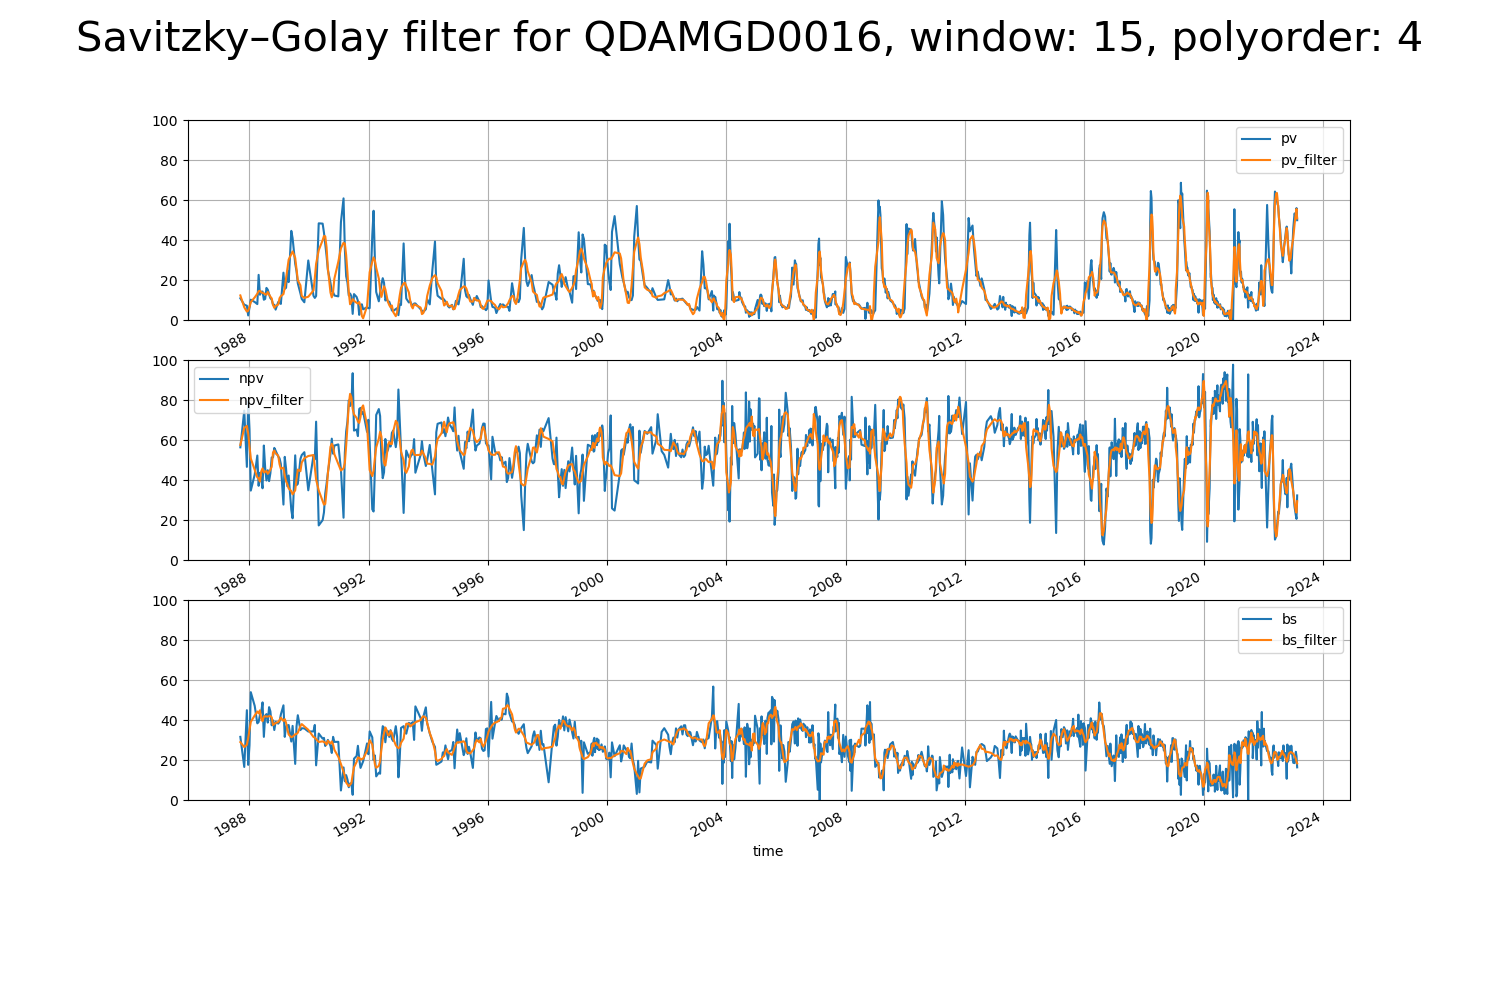 Savitzky–Golay filter for QDAMGD0016, window: 15, polyorder: 4
100
80
60
40
20
0
pv
pv_filter
1988 1992 1996 2000 2004 2008 2012 2016 2020 2024
100
80
60
40
20
0
npv
npv_filter
1988 1992 1996 2000 2004 2008 2012 2016 2020 2024
100
80
60
40
20
0
bs
bs_filter
1988 1992 1996 2000 2004 2008 2012 2016 2020 2024
time